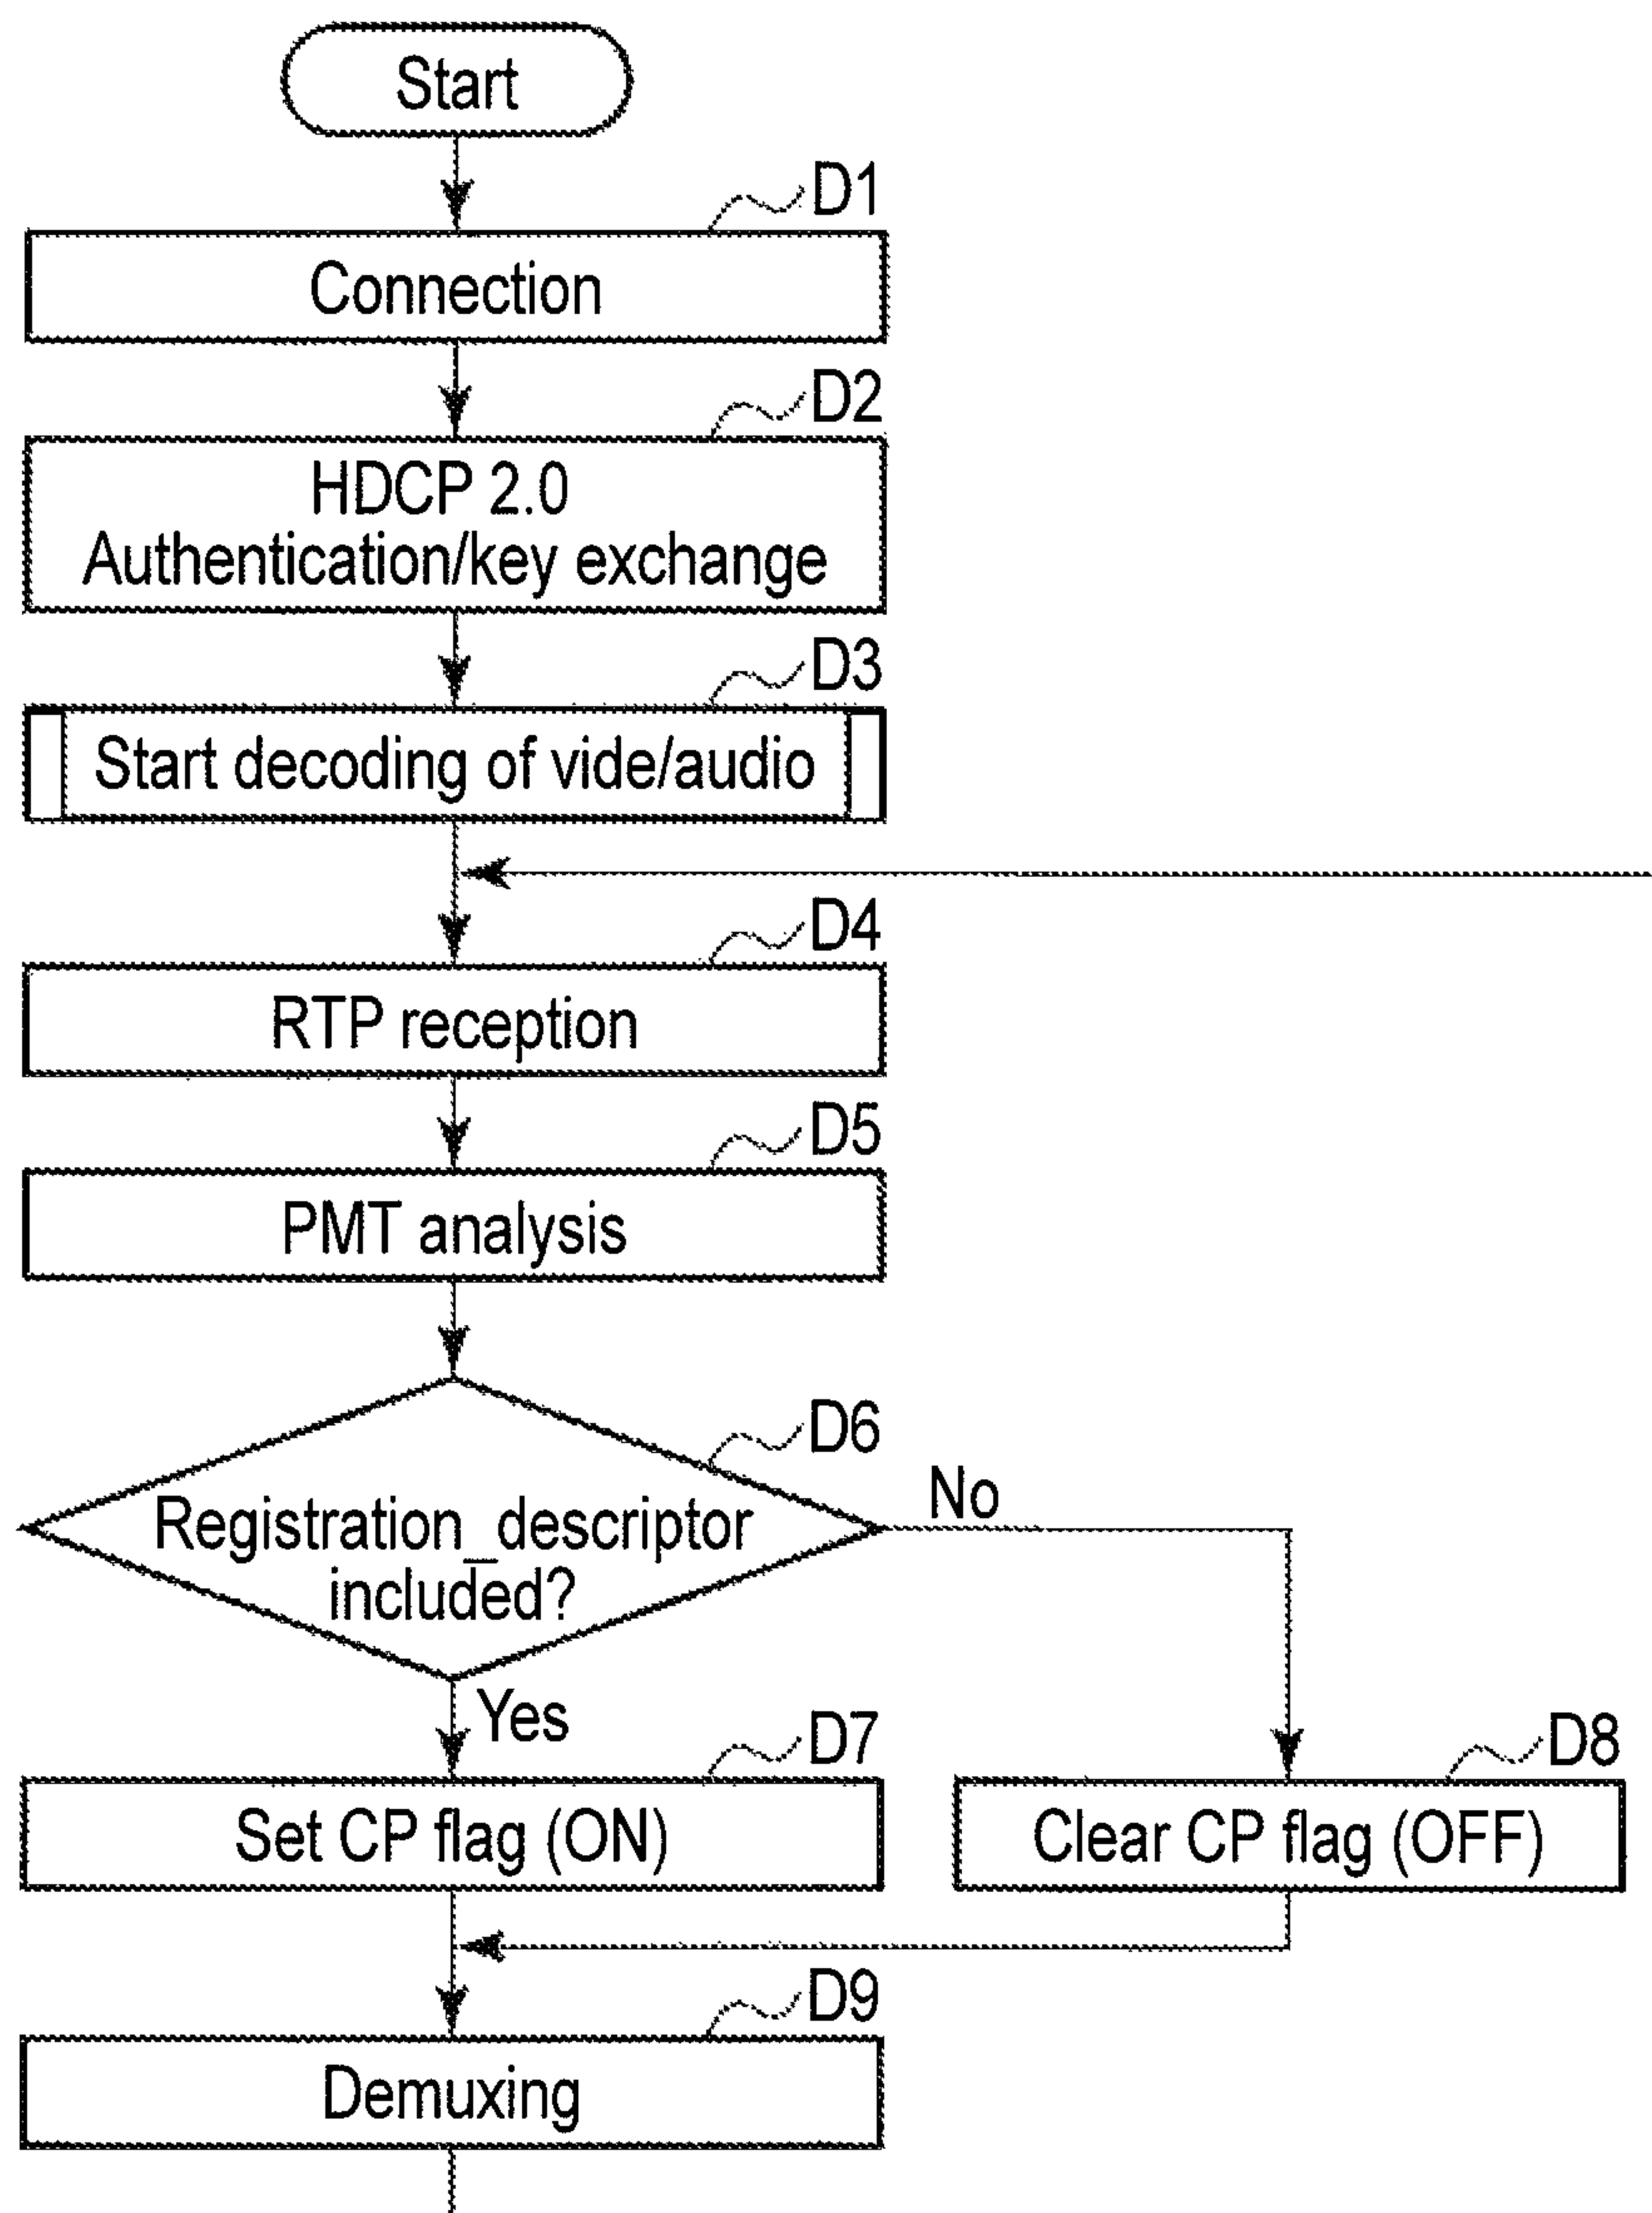 Start
D1
Connection
D2
HDCP 2.0
Authentication/key exchange
D3
Start decoding of vide/audio
D4
RTP reception
D5
PMT analysis
D6
Registration_descriptor
included?
No
Yes
D7
Set CP flag (ON)
D8
Clear CP flag (OFF)
D9
Demuxing